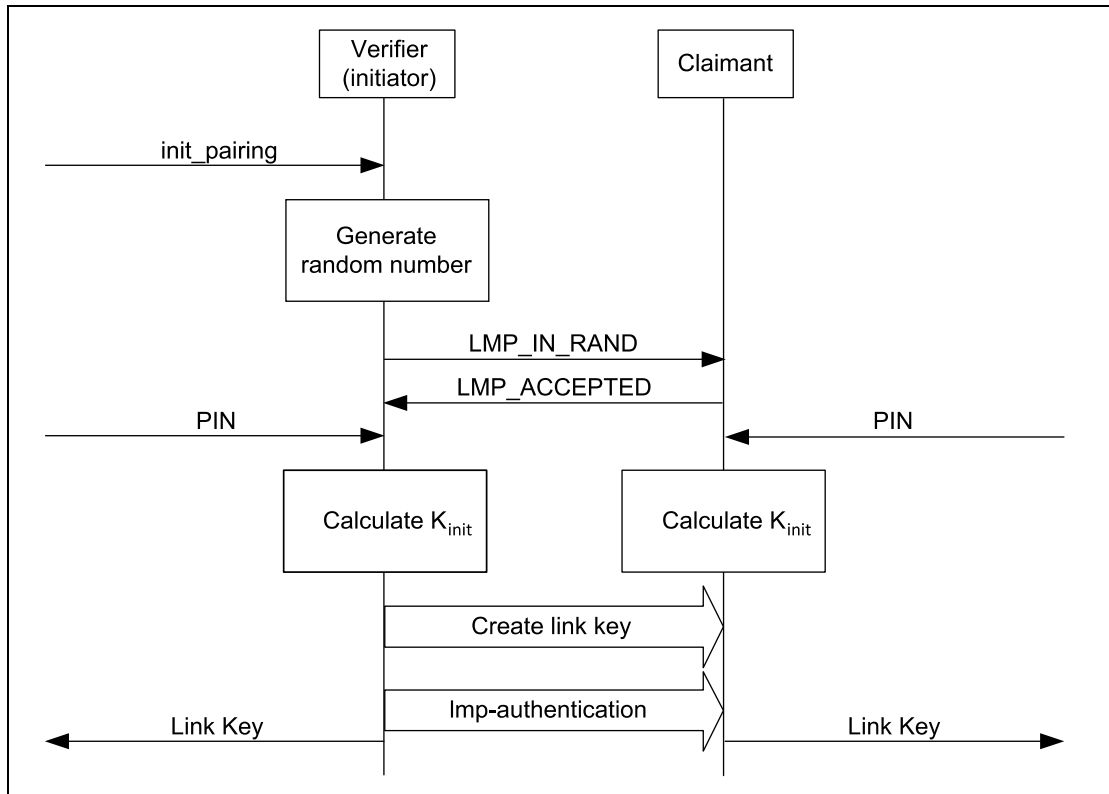 Verifier
(initiator)
Claimant
init_pairing
Generate
random number
LMP_IN_RAND
LMP_ACCEPTED
PIN
PIN
Calculate Kinit
Calculate Kinit
Create link key
lmp-authentication
Link Key
Link Key